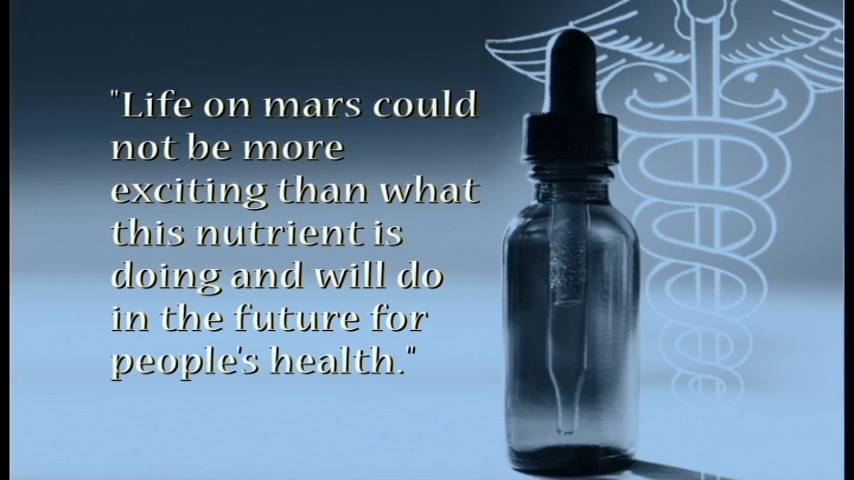 "Life on mars could
not be more
exciting than what
this nutrient is
doing and will do
in the future for
people's health."